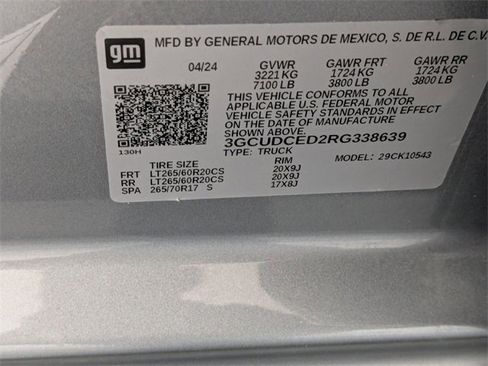 gm MFD BY GENERAL MOTORS DE MEXICO, S. DE R.L. DE C.V.
04/24 GVWR GAWR FRT GAWR RR
3221 KG 1724 KG 1724 KG
7100 LB 3800 LB 3800 LB
THIS VEHICLE CONFORMS TO ALL
APPLICABLE U.S. FEDERAL MOTOR
VEHICLE SAFETY STANDARDS IN EFFECT
ON THE DATE OF MANUFACTURE
SHOWN ABOVE.
3GCUDCED2RG338639
130H TYPE: TRUCK MODEL: 29CK10543
TIRE SIZE RIM
FRT LT265/60R20CS 20X9J
RR LT265/60R20CS 20X9J
SPA 265/70R17 S 17X8J